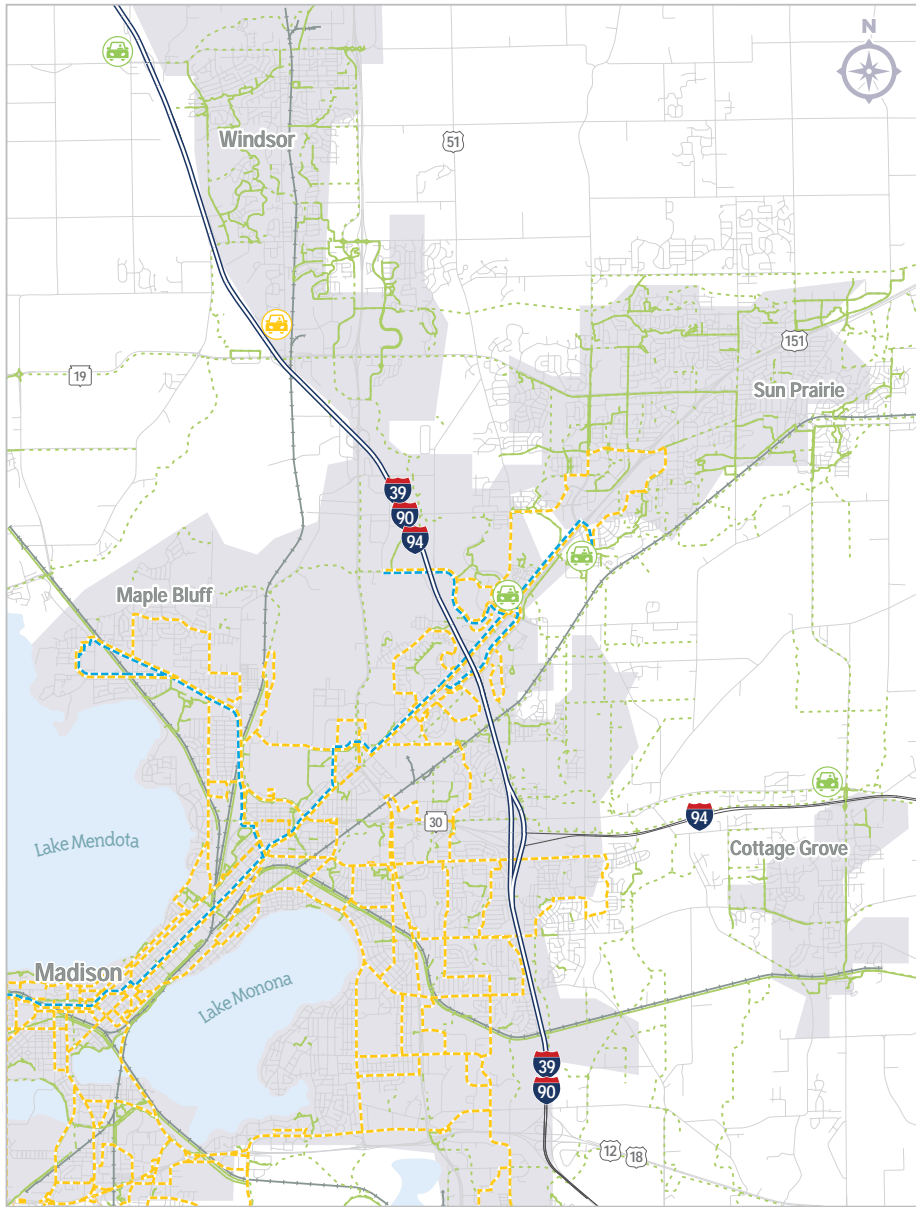 N
Windsor
51
151
19
Sun Prairie
39
90
94
Maple Bluff
30
94
Lake Mendota
Cottage Grove
Madison
Lake Monona
39
90
12
18